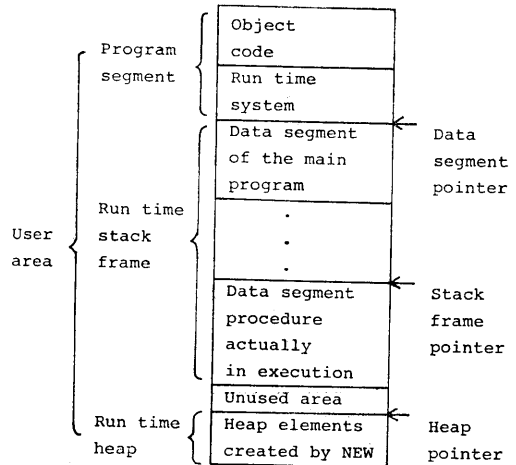 Object
code
Program
segment
Run time
system
Data segment
of the main
program
Data
segment
pointer
User
area
Run time
stack
frame
.
.
.
Data segment
procedure
actually
in execution
Stack
frame
pointer
Unused area
Run time
heap
Heap elements
created by NEW
Heap
pointer